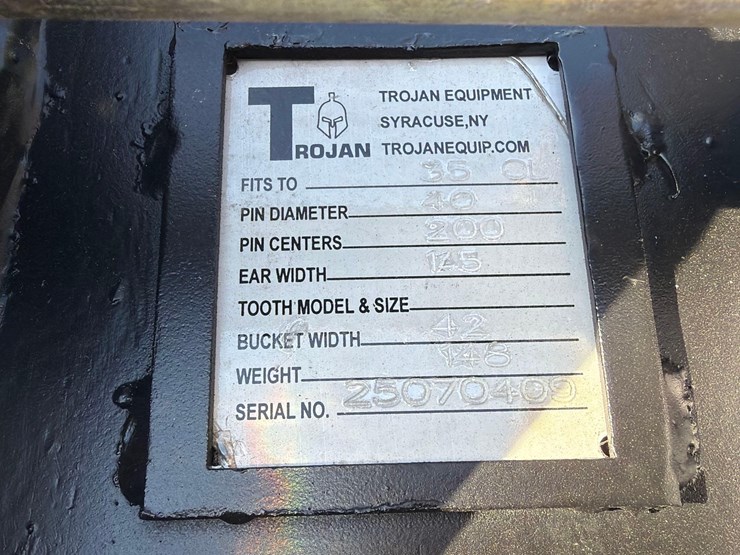 TROJAN
TROJAN EQUIPMENT
SYRACUSE,NY
TROJANEQUIP.COM
FITS TO 35 CL
PIN DIAMETER 40
PIN CENTERS 200
EAR WIDTH
TOOTH MODEL & SIZE
BUCKET WIDTH 42
WEIGHT 148
SERIAL NO. 25070409